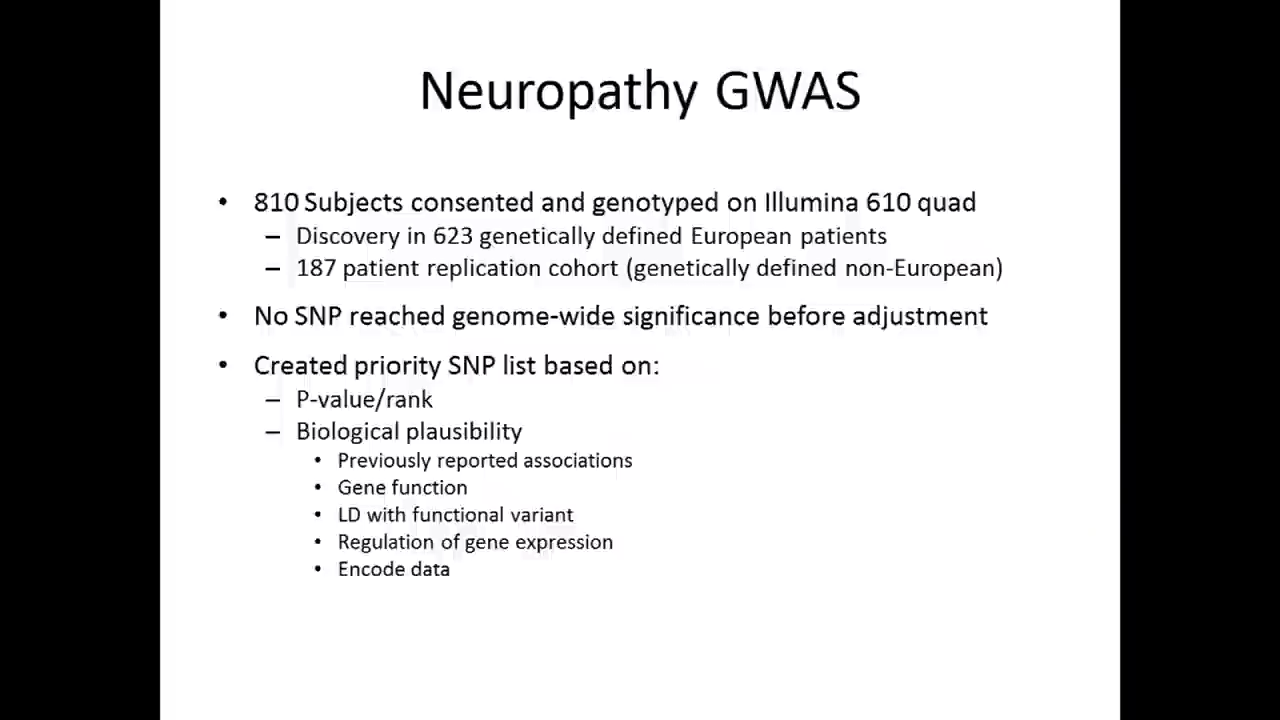 Neuropathy GWAS
• 810 Subjects consented and genotyped on Illumina 610 quad
– Discovery in 623 genetically defined European patients
– 187 patient replication cohort (genetically defined non-European)
• No SNP reached genome-wide significance before adjustment
• Created priority SNP list based on:
– P-value/rank
– Biological plausibility
• Previously reported associations
• Gene function
• LD with functional variant
• Regulation of gene expression
• Encode data